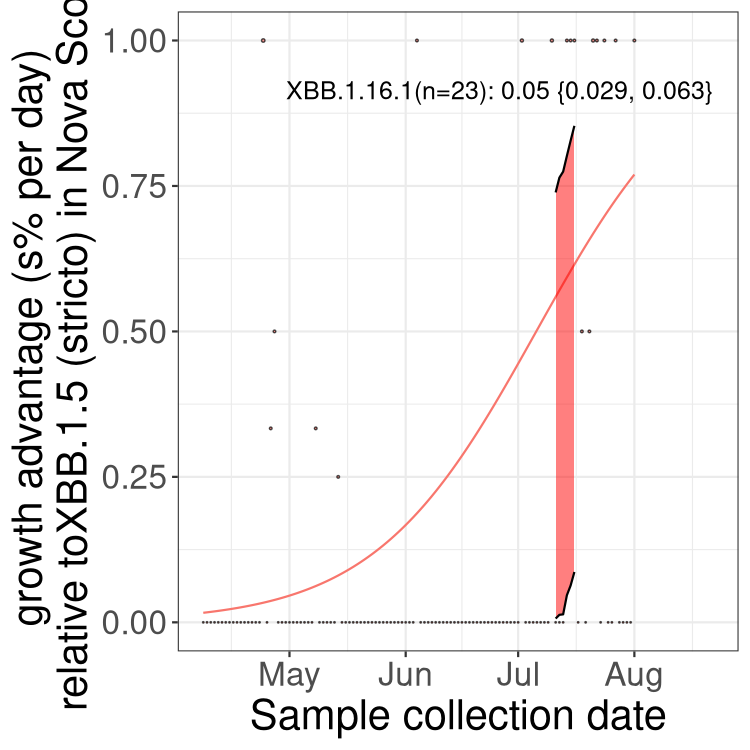 growth advantage (s% per day)
relative toXBB.1.5 (stricto) in Nova Sco
1.00
0.75
0.50
0.25
0.00
XBB.1.16.1(n=23): 0.05 {0.029, 0.063}
May Jun Jul Aug
Sample collection date